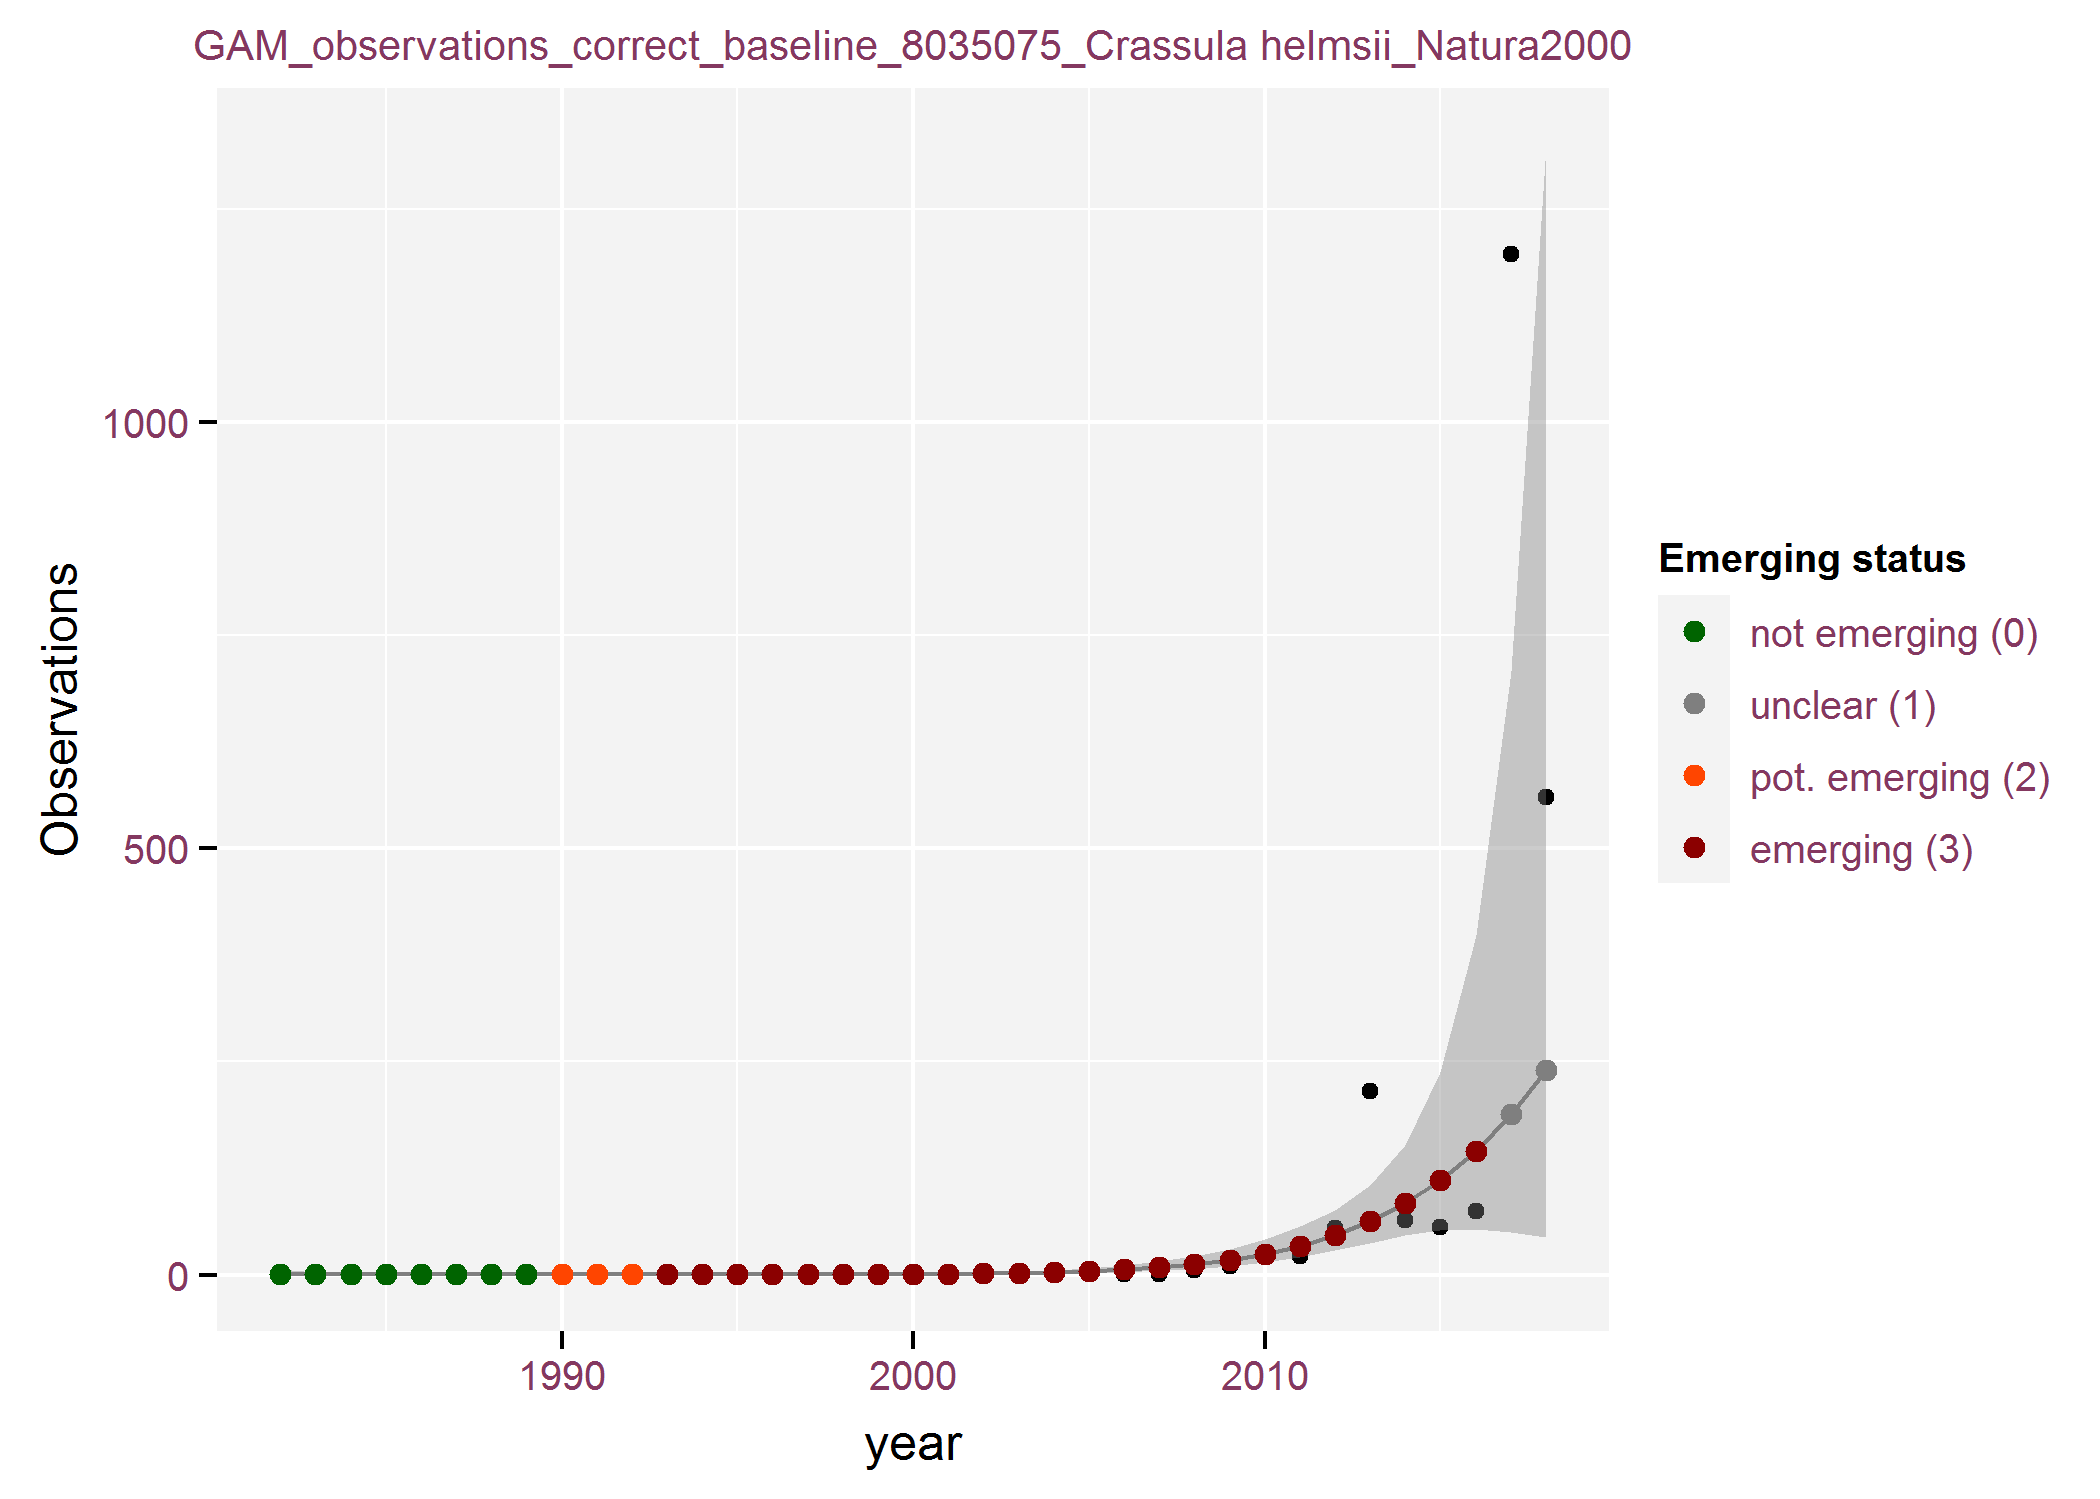 GAM_observations_correct_baseline_8035075_Crassula helmsii_Natura2000
Observations
1000
500
0
1990
2000
2010
year
Emerging status
not emerging (0)
unclear (1)
pot. emerging (2)
emerging (3)